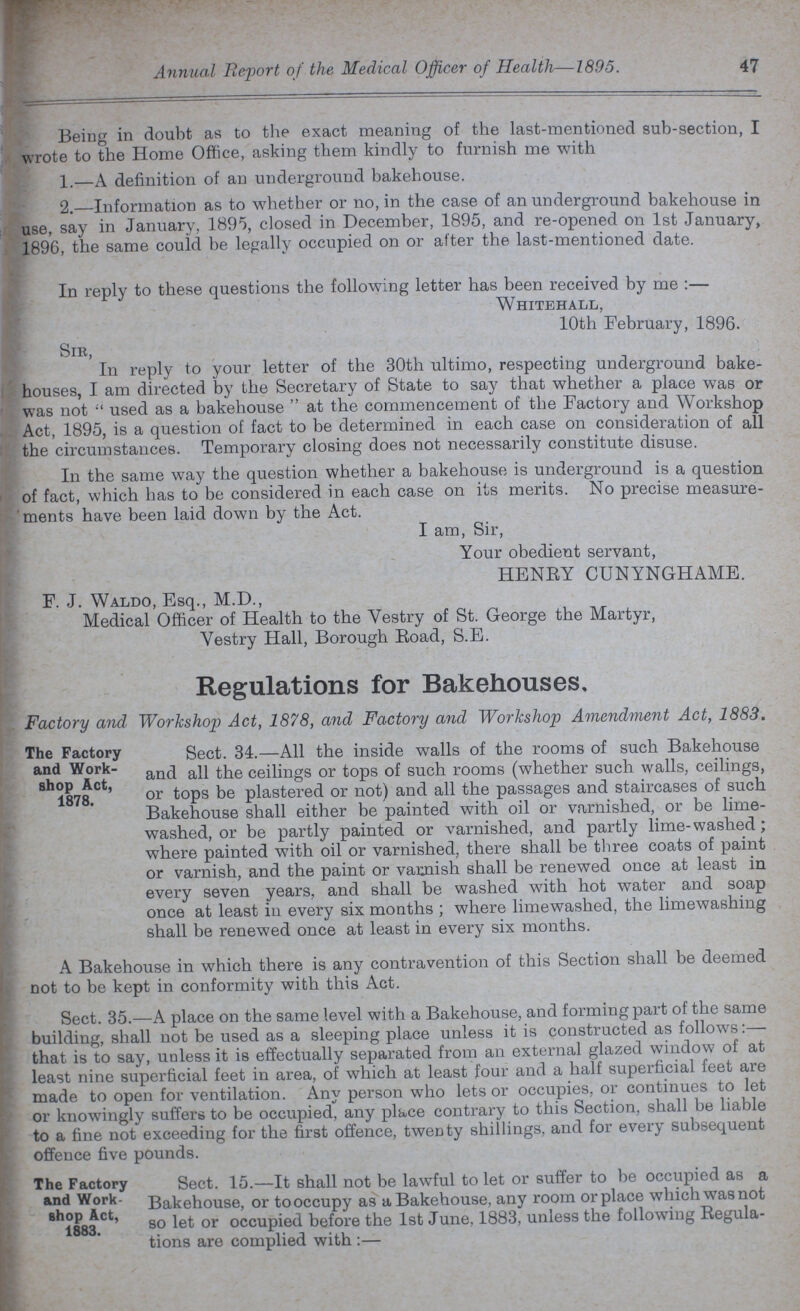 Annual Report of the Medical Officer of Health—1895. 47
Being in doubt as to the exact meaning of the last-mentioned sub-section, I
wrote to the Home Office, asking them kindly to furnish me with
1.—A definition of an underground bakehouse.
2.—Information as to whether or no, in the case of an underground bakehouse in
use, say in January, 1895, closed in December, 1895, and re-opened on 1st January,
1896, the same could be legally occupied on or after the last-mentioned date.
In reply to these questions the following letter has been received by me :—
WHITEHALL,
10th February, 1896.
SIR,
In reply to your letter of the 30th ultimo, respecting underground bake-
houses, I am directed by the Secretary of State to say that whether a place was or
was not “ used as a bakehouse ” at the commencement of the Factory and Workshop
Act, 1895, is a question of fact to be determined in each case on consideration of all
the circumstances. Temporary closing does not necessarily constitute disuse.
In the same way the question whether a bakehouse is underground is a question
of fact, which has to be considered in each case on its merits. No precise measure-
ments have been laid down by the Act.
I am, Sir,
Your obedient servant,
HENRY CUNYNGHAME.
F. J. WALDO, Esq., M.D.,
Medical Officer of Health to the Vestry of St. George the Martyr,
Vestry Hall, Borough Road, S.E.
Regulations for Bakehouses.
Factory and Workshop Act, 1878, and Factory and Workshop Amendment Act, 1883.
The Factory and Work-shop Act, 1878.
Sect. 34.—All the inside walls of the rooms of such Bakehouse
and all the ceilings or tops of such rooms (whether such walls, ceilings,
or tops be plastered or not) and all the passages and staircases of such
Bakehouse shall either be painted with oil or varnished, or be lime-
washed, or be partly painted or varnished, and partly lime-washed ;
where painted with oil or varnished, there shall be three coats of paint
or varnish, and the paint or varnish shall be renewed once at least in
every seven years, and shall be washed with hot water and soap
once at least in every six months ; where limewashed, the limewashing
shall be renewed once at least in every six months.
A Bakehouse in which there is any contravention of this Section shall be deemed
not to be kept in conformity with this Act.
Sect. 35.—A place on the same level with a Bakehouse, and forming part of the same
building, shall not be used as a sleeping place unless it is constructed as follows:—
that is to say, unless it is effectually separated from an external glazed window of at
least nine superficial feet in area, of which at least four and a half superficial feet are
made to open for ventilation. Any person who lets or occupies, or continues to let
or knowingly suffers to be occupied, any place contrary to this Section, shall be liable
to a fine not exceeding for the first offence, twenty shillings, and for every subsequent
offence five pounds.
The Factory and Work-shop Act, 1883.
Sect. 15.—It shall not be lawful to let or suffer to be occupied as a
Bakehouse, or to occupy as a Bakehouse, any room or place which was not
so let or occupied before the 1st June, 1883, unless the following Regula-
tions are complied with :—